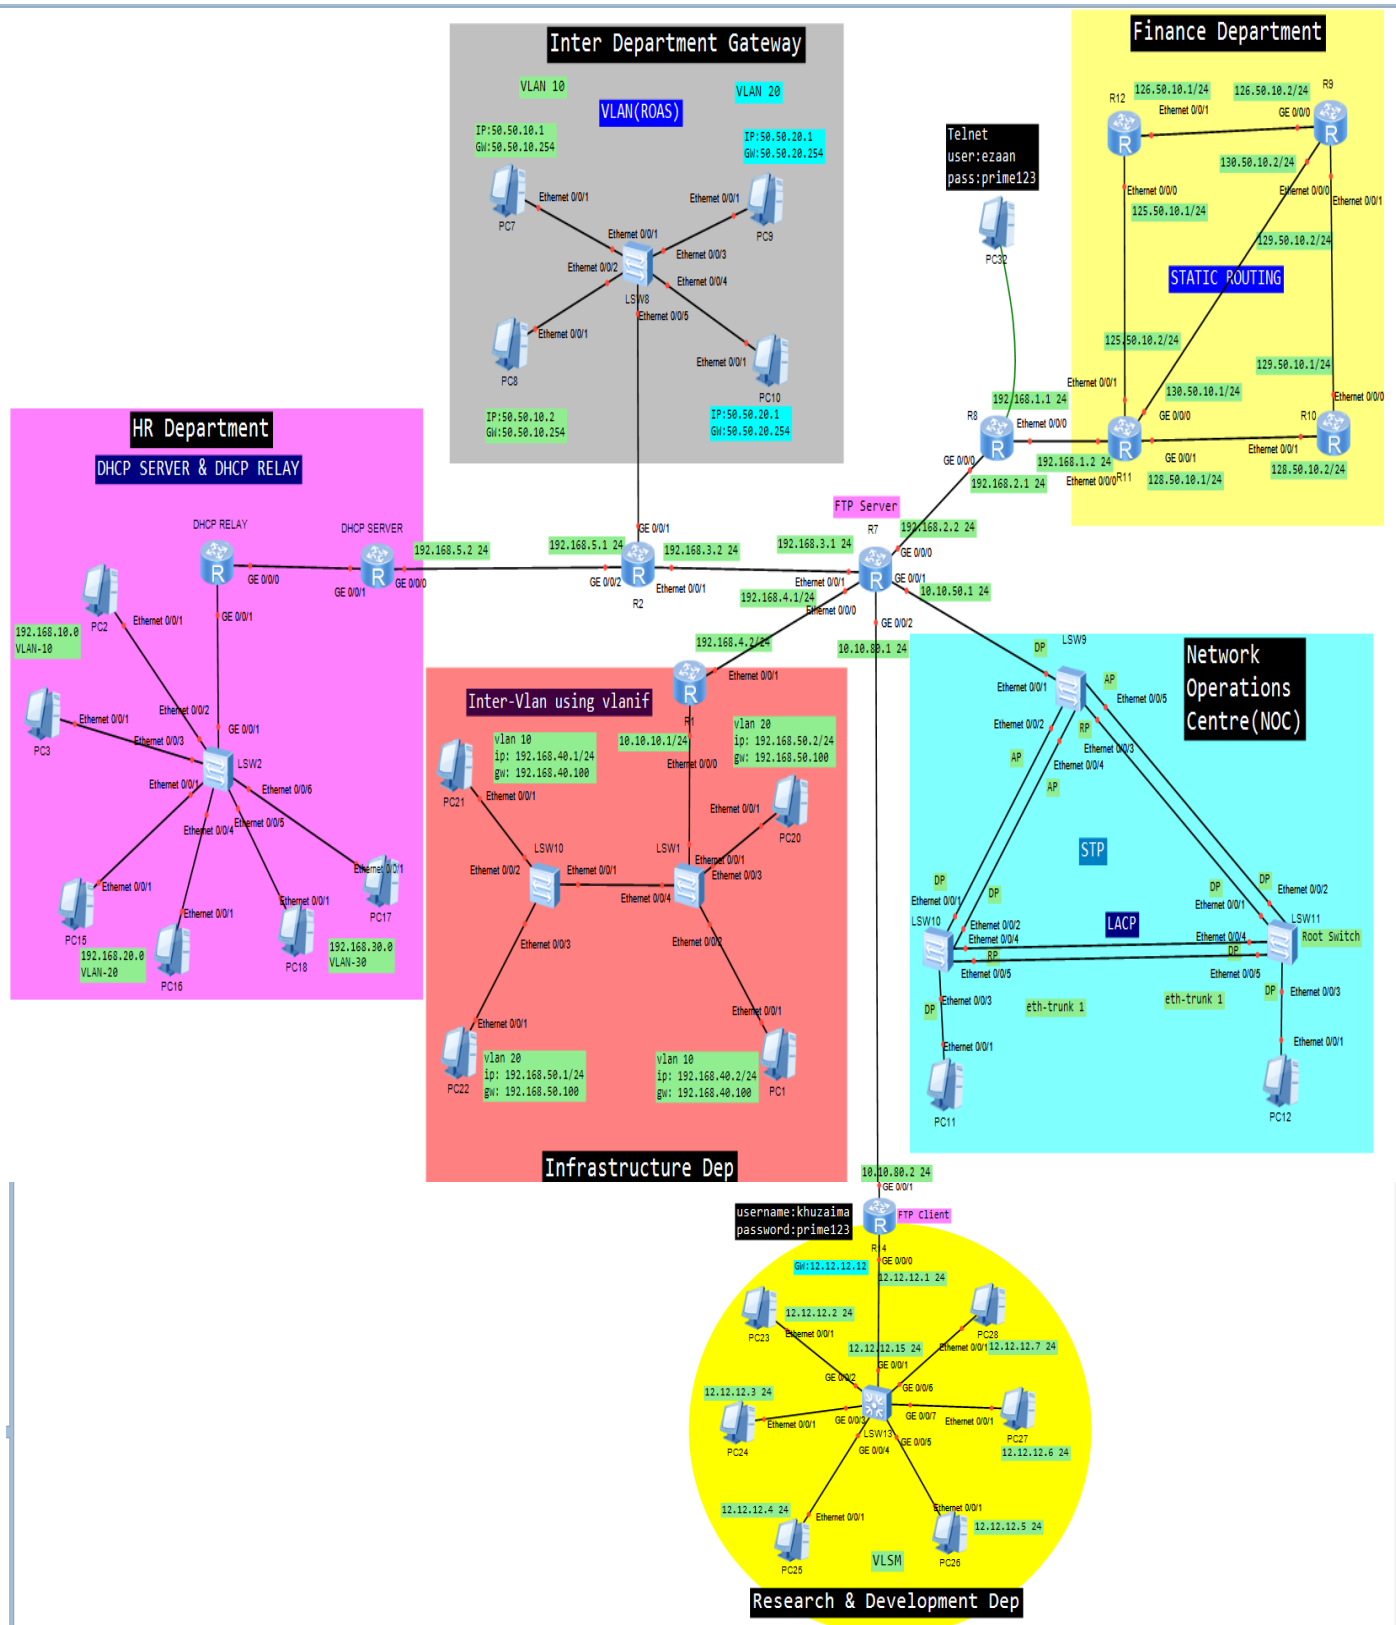 Inter Department Gateway
VLAN 10
VLAN 20
VLAN(ROAS)
IP:50.50.10.1
GW:50.50.10.254
IP:50.50.20.1
GW:50.50.20.254
Ethernet 0/0/1
Ethernet 0/0/1
PC7
PC9
Ethernet 0/0/1
Ethernet 0/0/3
Ethernet 0/0/2
Ethernet 0/0/4
LSW8
Ethernet 0/0/5
Ethernet 0/0/1
Ethernet 0/0/1
PC8
PC10
IP:50.50.10.2
GW:50.50.10.254
IP:50.50.20.1
GW:50.50.20.254
Finance Department
126.50.10.1/24
126.50.10.2/24
R9
R12
Ethernet 0/0/1
GE 0/0/0
130.50.10.2/24
Ethernet 0/0/0
Ethernet 0/0/0
Ethernet 0/0/1
125.50.10.1/24
129.50.10.2/24
STATIC ROUTING
125.50.10.2/24
129.50.10.1/24
Ethernet 0/0/1
130.50.10.1/24
Ethernet 0/0/0
GE 0/0/0
R10
Ethernet 0/0/1
GE 0/0/1
128.50.10.2/24
128.50.10.1/24
R11
Ethernet 0/0/0
Telnet
user:ezaan
pass:prime123
PC32
192.168.1.1 24
R8
Ethernet 0/0/0
192.168.1.2 24
GE 0/0/0
192.168.2.1 24
HR Department
DHCP SERVER & DHCP RELAY
DHCP RELAY
DHCP SERVER
GE 0/0/0
GE 0/0/1
GE 0/0/0
192.168.5.2 24
GE 0/0/1
PC2
Ethernet 0/0/1
192.168.10.0
VLAN-10
Ethernet 0/0/2
PC3
Ethernet 0/0/1
Ethernet 0/0/3
GE 0/0/1
LSW2
Ethernet 0/0/1
Ethernet 0/0/6
Ethernet 0/0/4
Ethernet 0/0/5
Ethernet 0/0/1
Ethernet 0/0/1
Ethernet 0/0/1
Ethernet 0/0/1
PC15
PC17
192.168.20.0
VLAN-20
PC16
PC18
192.168.30.0
VLAN-30
GE 0/0/1
192.168.5.1 24
192.168.3.2 24
GE 0/0/2
Ethernet 0/0/1
R2
FTP Server
R7
192.168.2.2 24
192.168.3.1 24
GE 0/0/0
Ethernet 0/0/1
GE 0/0/1
192.168.4.1/24
Ethernet 0/0/0
10.10.50.1 24
GE 0/0/2
192.168.4.2/24
10.10.80.1 24
Ethernet 0/0/1
R1
Inter-Vlan using vlanif
10.10.10.1/24
Ethernet 0/0/0
vlan 10
ip: 192.168.40.1/24
gw: 192.168.40.100
vlan 20
ip: 192.168.50.2/24
gw: 192.168.50.100
PC21
Ethernet 0/0/1
Ethernet 0/0/1
PC20
LSW10
LSW1
Ethernet 0/0/2
Ethernet 0/0/1
Ethernet 0/0/1
Ethernet 0/0/3
Ethernet 0/0/4
Ethernet 0/0/3
Ethernet 0/0/2
Ethernet 0/0/1
Ethernet 0/0/1
PC22
vlan 20
ip: 192.168.50.1/24
gw: 192.168.50.100
vlan 10
ip: 192.168.40.2/24
gw: 192.168.40.100
PC1
Infrastructure Dep
Network
Operations
Centre(NOC)
DP
LSW9
AP
Ethernet 0/0/1
Ethernet 0/0/5
Ethernet 0/0/2
RP
Ethernet 0/0/3
AP
Ethernet 0/0/4
AP
STP
DP
DP
DP
DP
Ethernet 0/0/1
Ethernet 0/0/2
Ethernet 0/0/1
LSW10
Ethernet 0/0/2
LACP
LSW11
Ethernet 0/0/4
Ethernet 0/0/4
Root Switch
RP
DP
Ethernet 0/0/5
Ethernet 0/0/5
DP
Ethernet 0/0/3
DP
Ethernet 0/0/3
eth-trunk 1
eth-trunk 1
Ethernet 0/0/1
Ethernet 0/0/1
PC11
PC12
10.10.80.2 24
GE 0/0/1
username:khuzaima
password:prime123
FTP Client
R14
GE 0/0/0
GW:12.12.12.12
12.12.12.1 24
12.12.12.2 24
PC23
Ethernet 0/0/1
PC28
Ethernet 0/0/1
12.12.12.7 24
12.12.12.15 24
GE 0/0/1
GE 0/0/2
GE 0/0/6
12.12.12.3 24
Ethernet 0/0/1
GE 0/0/3
GE 0/0/7
Ethernet 0/0/1
PC24
LSW13
GE 0/0/4
GE 0/0/5
PC27
12.12.12.6 24
12.12.12.4 24
Ethernet 0/0/1
Ethernet 0/0/1
12.12.12.5 24
PC25
PC26
VLSM
Research & Development Dep